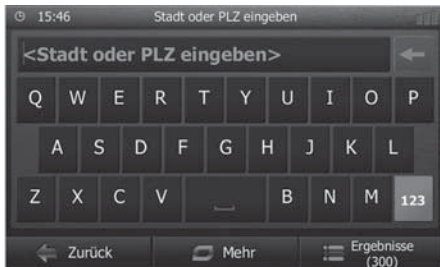 15:46 Stadt oder PLZ eingeben
<Stadt oder PLZ eingeben>
Q W E R T Y U I O P
A S D F G H J K L
Z X C V B N M 123
Zurück Mehr Ergebnisse
(300)